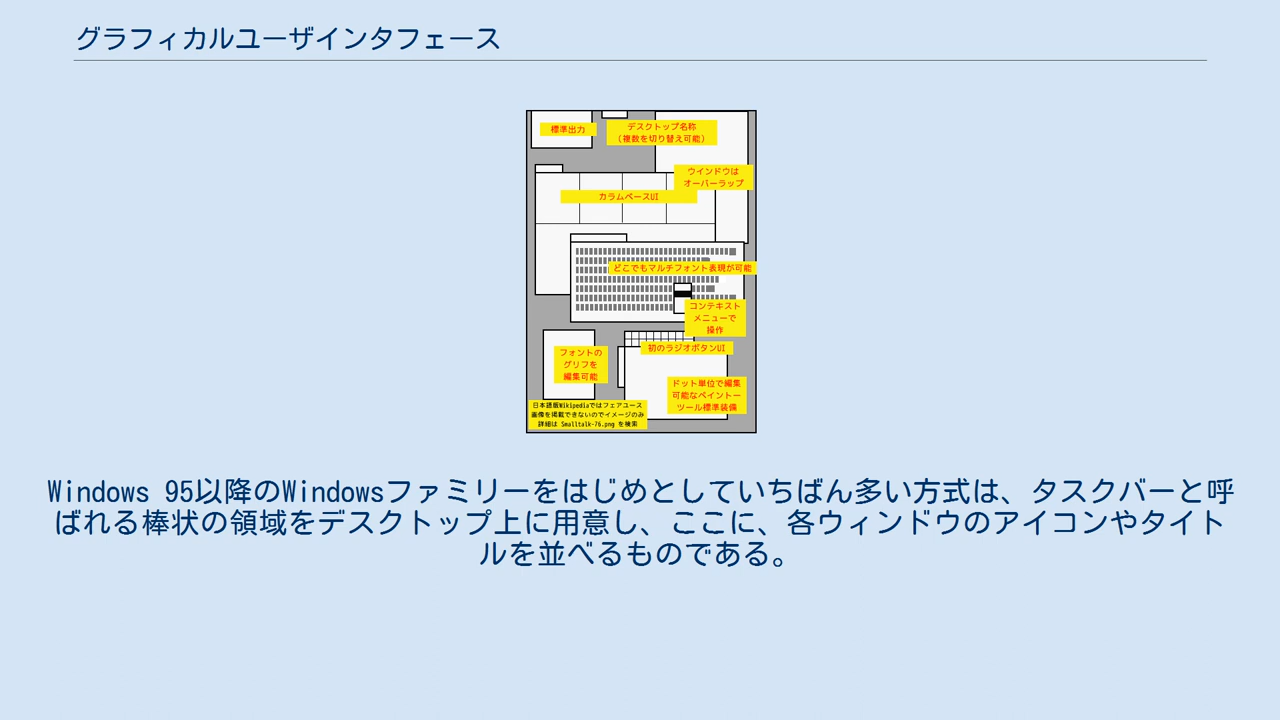 グラフィカルユーザインタフェース
標準出力
デスクトップ名称
（複数を切り替え可能）
ウインドウは
オーバーラップ
カラムベースUI
どこでもマルチフォント表現が可能
コンテキスト
メニューで
操作
初のラジオボタンUI
フォントの
グリフを
編集可能
ドット単位で編集
可能なペイントー
ツール標準装備
日本語版Wikipediaではフェアユース
画像を掲載できないのでイメージのみ
詳細は Smalltalk-76.png を検索
Windows 95以降のWindowsファミリーをはじめとしていちばん多い方式は、タスクバーと呼
ばれる棒状の領域をデスクトップ上に用意し、ここに、各ウィンドウのアイコンやタイト
ルを並べるものである。